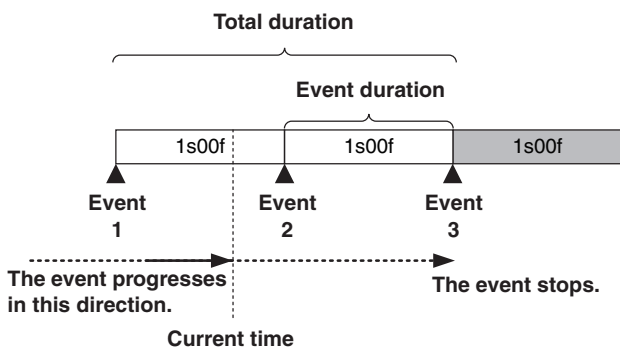 Total duration
Event duration
1s00f 1s00f 1s00f
Event 1
Event 2
Event 3
The event progresses
in this direction.
The event stops.
Current time